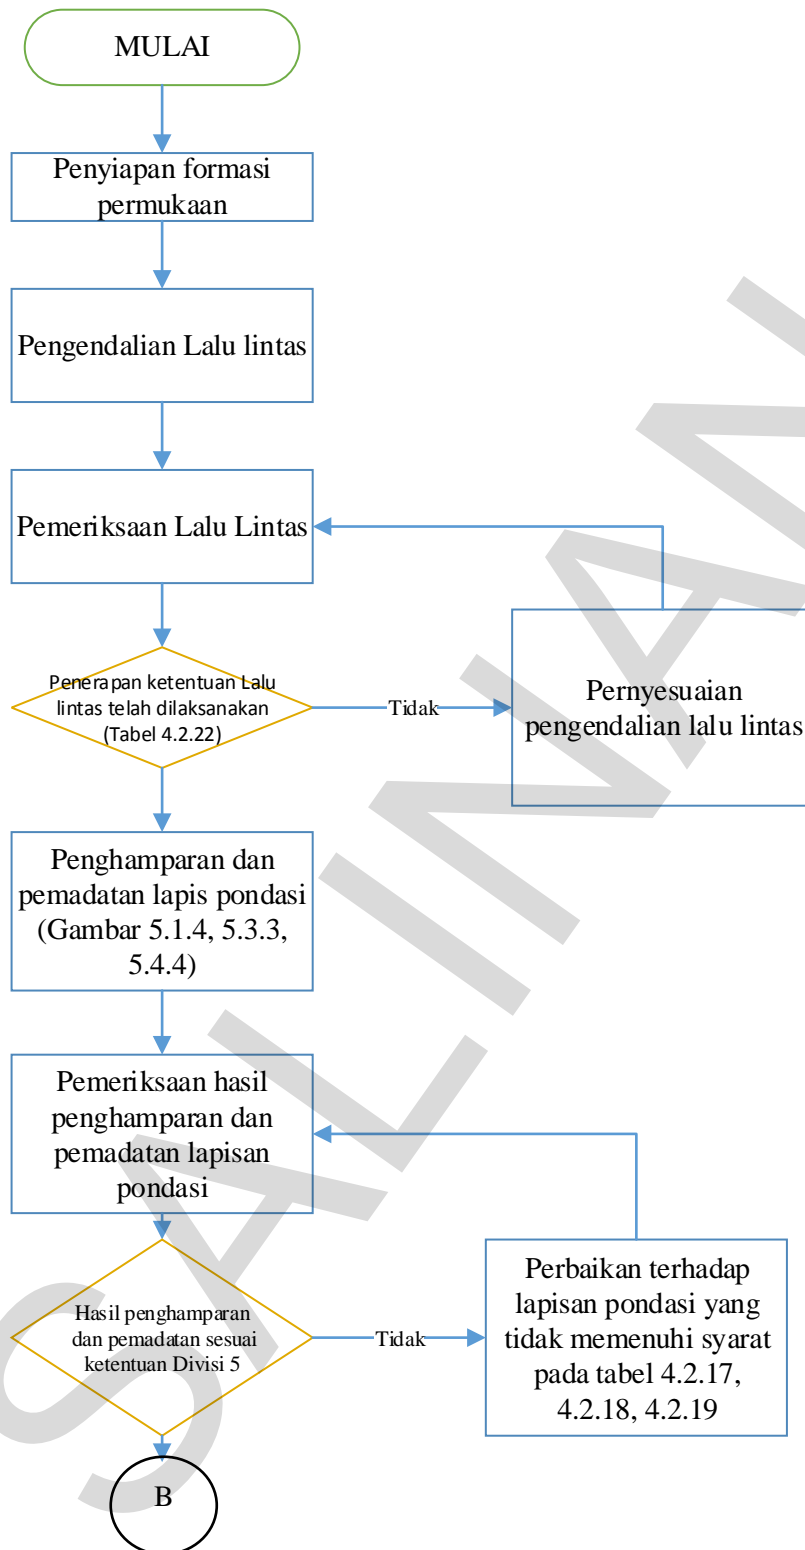 MULAI
Penyiapan formasi
permukaan
Pengendalian Lalu lintas
Pemeriksaan Lalu Lintas
Penerapan ketentuan Lalu
lintas telah dilaksanakan
(Tabel 4.2.22)
Tidak
Pernyesuaian
pengendalian lalu lintas
Penghamparan dan
pemadatan lapis pondasi
(Gambar 5.1.4, 5.3.3,
5.4.4)
Pemeriksaan hasil
penghamparan dan
pemadatan lapisan
pondasi
Hasil penghamparan
dan pemadatan sesuai
ketentuan Divisi 5
Tidak
Perbaikan terhadap
lapisan pondasi yang
tidak memenuhi syarat
pada tabel 4.2.17,
4.2.18, 4.2.19
B
SALINAN